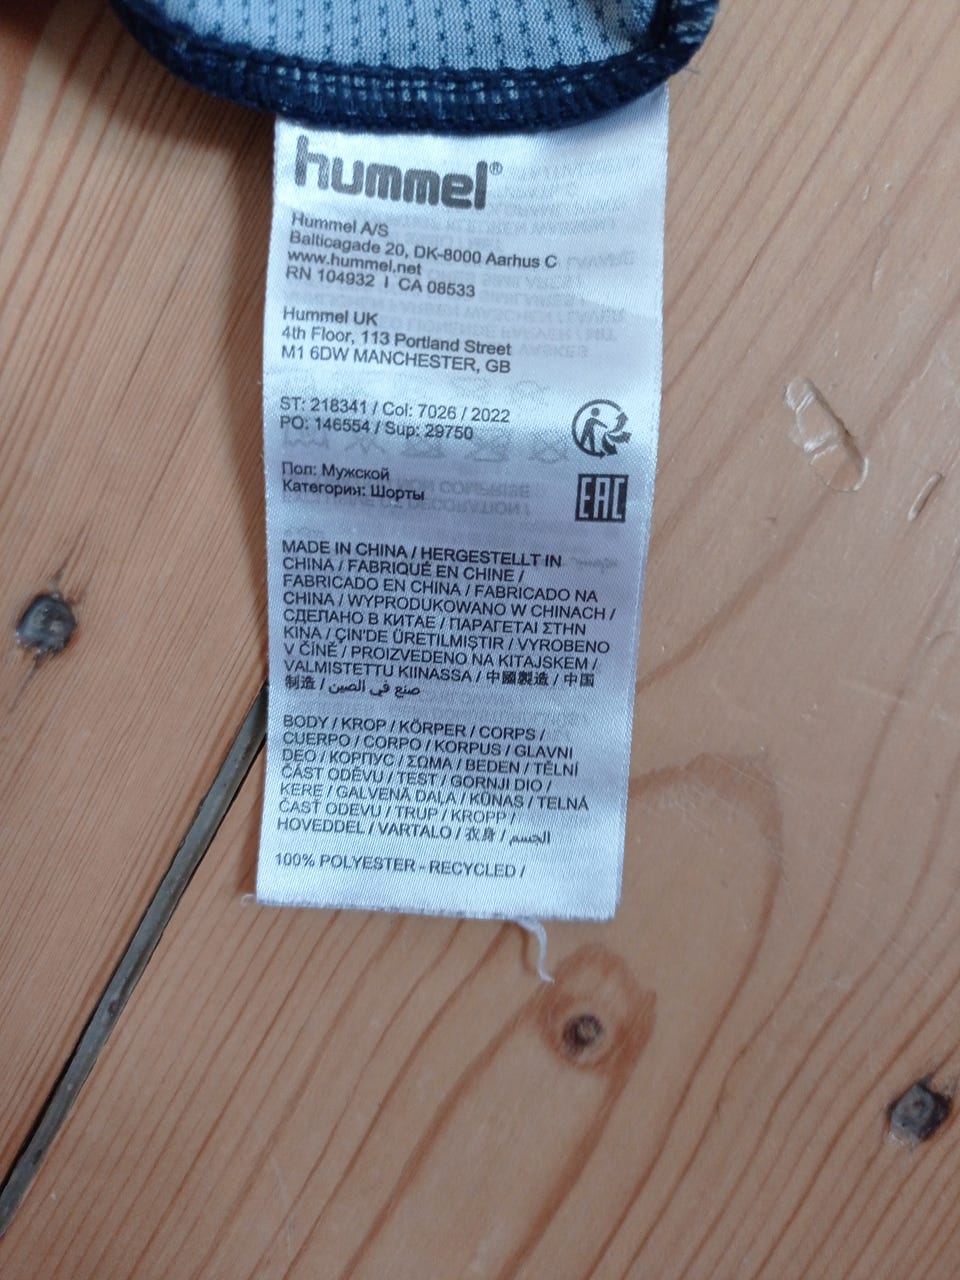 hummel®
Hummel A/S
Balticagade 20, DK-8000 Aarhus C
www.hummel.net
RN 104932 I CA 08533
Hummel UK
4th Floor, 113 Portland Street
M1 6DW MANCHESTER, GB
ST: 218341 / Col: 7026 / 2022
PO: 146554 / Sup: 29750
Пол: Мужской
Категория: Шорты
EAC
MADE IN CHINA / HERGESTELLT IN
CHINA / FABRIQUÉ EN CHINE /
FABRICADO EN CHINA / FABRICADO NA
CHINA / WYPRODUKOWANO W CHINACH /
СДЕЛАНО В КИТАЕ / ΠΑΡΑΓΕΤΑΙ ΣΤΗΝ
ΚΙΝΑ / ÇIN'DE ÜRETILMIŞTIR / VYROBENO
V ČÍNĚ / PROIZVEDENO NA KITAJSKEM /
VALMISTETTU KIINASSA / 中國製造 / 中国
制造 / صنع في الصين
BODY / KROP / KÖRPER / CORPS /
CUERPO / CORPO / KORPUS / GLAVNI
DEO / КОРПУС / ΣΩΜΑ / BEDEN / TĚLNÍ
ČÁST ODĚVU / TEST / GORNJI DIO /
KERE / GALVENĀ DAĻA / KŪNAS / TELNÁ
ČASŤ ODEVU / TRUP / KROPP /
HOVEDDEL / VARTALO / 衣身 / الجسم
100% POLYESTER - RECYCLED /